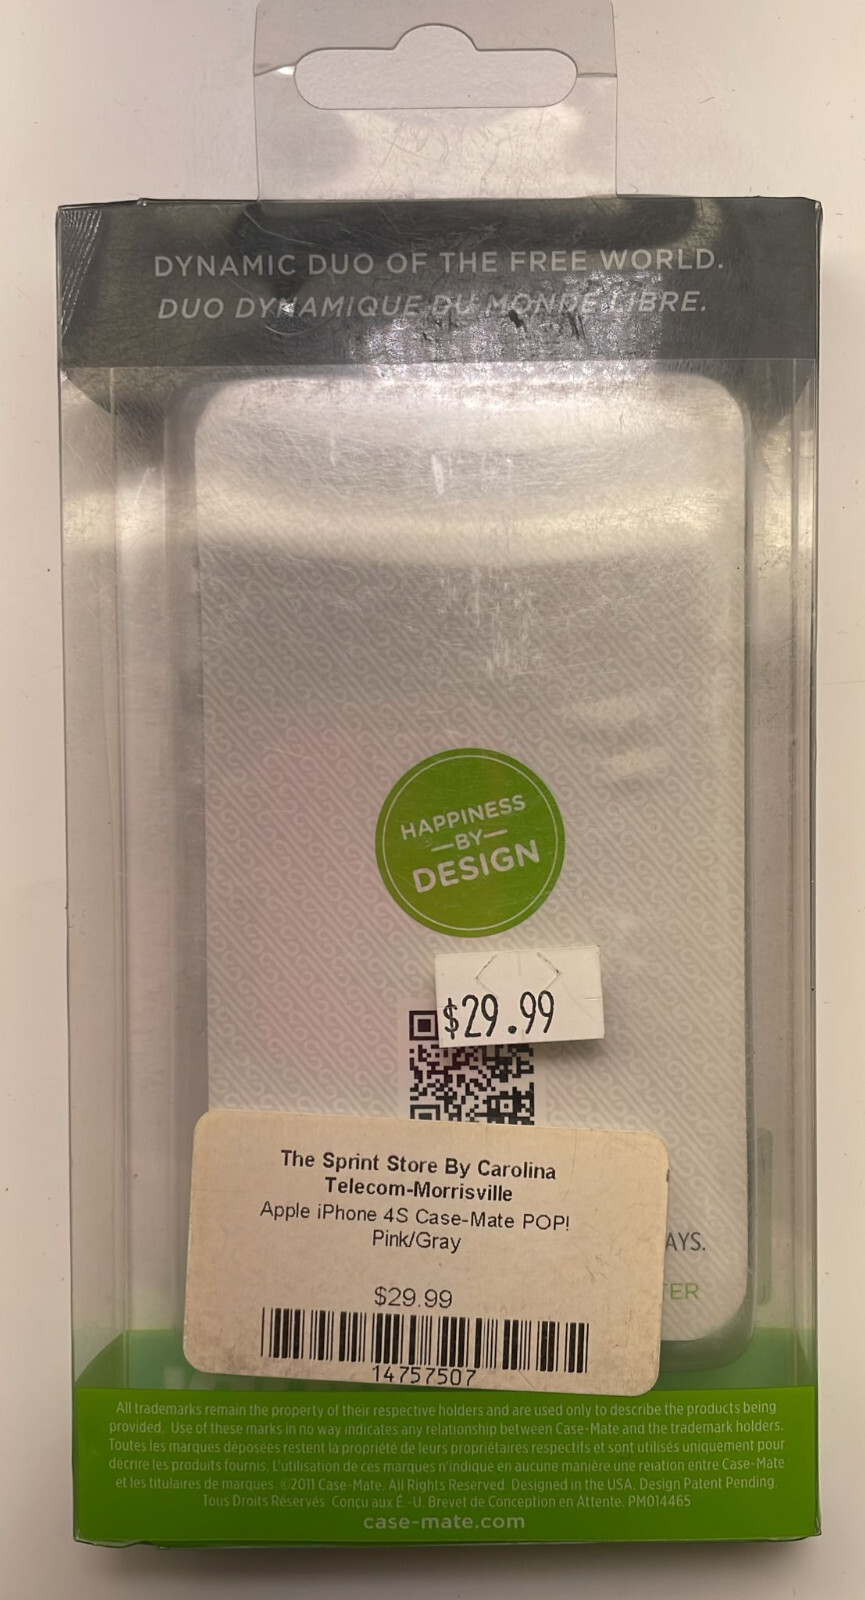 DYNAMIC DUO OF THE FREE WORLD.
DUO DYNAMIQUE DU MONDE LIBRE.
HAPPINESS
—BY—
DESIGN
$29.99
The Sprint Store By Carolina
Telecom-Morrisville
Apple iPhone 4S Case-Mate POP!
Pink/Gray
$29.99
14757507
AYS.
TER
All trademarks remain the property of their respective holders and are used only to describe the products being
provided. Use of these marks in no way indicates any relationship between Case-Mate and the trademark holders.
Toutes les marques déposées restent la propriété de leurs propriétaires respectifs et sont utilisés uniquement pour
décrire les produits fournis. L'utilisation de ces marques n'indique en aucune manière une relation entre Case-Mate
et les titulaires de marques. ©2011 Case-Mate. All Rights Reserved. Designed in the USA. Design Patent Pending.
Tous Droits Reservés. Conçu aux É.-U. Brevet de Conception en Attente. PM014465
case-mate.com